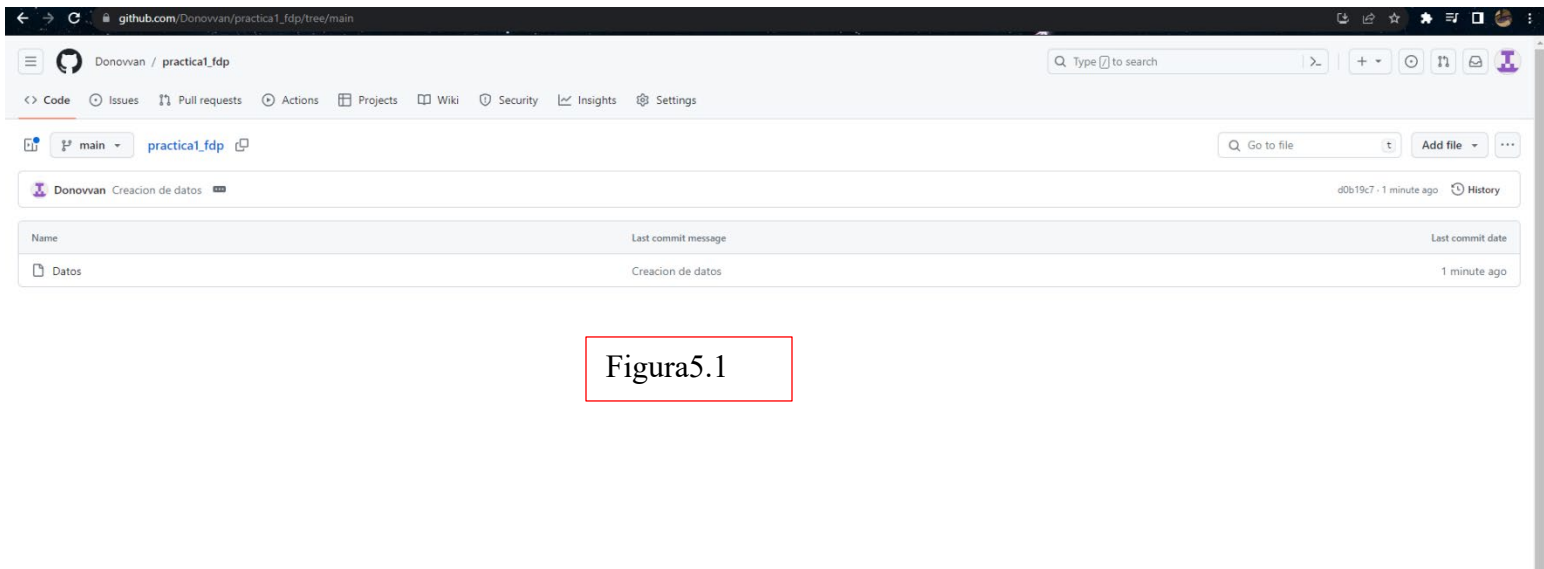 github.com/Donovvan/practica1_fdp/tree/main
Donovvan / practica1_fdp
Type / to search
Code Issues Pull requests Actions Projects Wiki Security Insights Settings
main practica1_fdp Go to file t Add file
Donovvan Creacion de datos d0b19c7 · 1 minute ago History
Name Last commit message Last commit date
Datos Creacion de datos 1 minute ago
Figura5.1